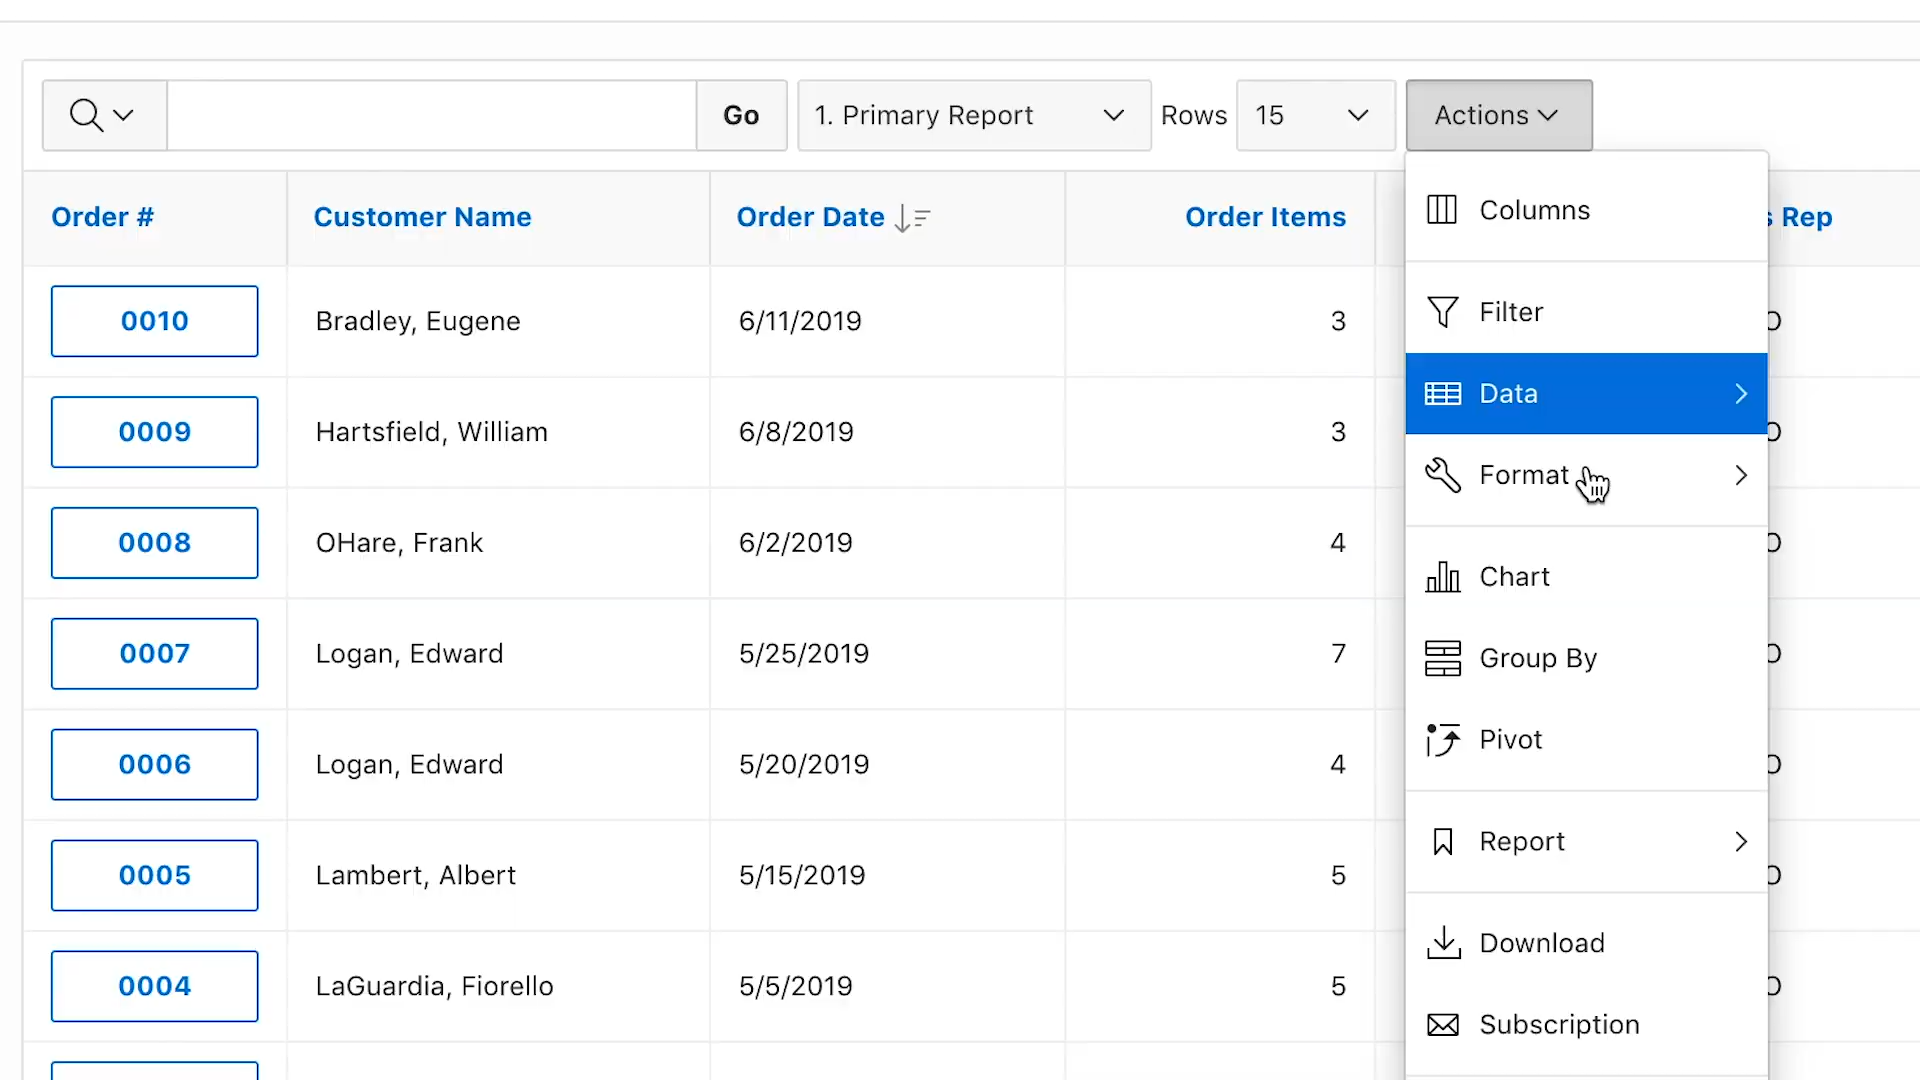 Go
1. Primary Report
Rows
15
Actions
Order #
Customer Name
Order Date
Order Items
Rep
0010
Bradley, Eugene
6/11/2019
3
0009
Hartsfield, William
6/8/2019
3
0008
OHare, Frank
6/2/2019
4
0007
Logan, Edward
5/25/2019
7
0006
Logan, Edward
5/20/2019
4
0005
Lambert, Albert
5/15/2019
5
0004
LaGuardia, Fiorello
5/5/2019
5
Columns
Filter
Data
Format
Chart
Group By
Pivot
Report
Download
Subscription